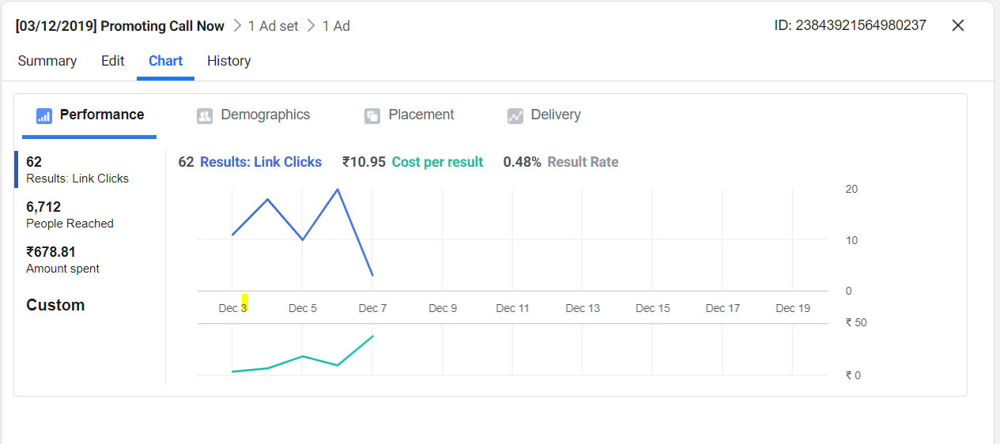 [03/12/2019] Promoting Call Now > 1 Ad set > 1 Ad
ID: 23843921564980237
Summary Edit Chart History
Performance Demographics Placement Delivery
62
Results: Link Clicks
6,712
People Reached
₹678.81
Amount spent
Custom
62 Results: Link Clicks ₹10.95 Cost per result 0.48% Result Rate
20
10
0
Dec 3 Dec 5 Dec 7 Dec 9 Dec 11 Dec 13 Dec 15 Dec 17 Dec 19
₹ 50
₹ 0